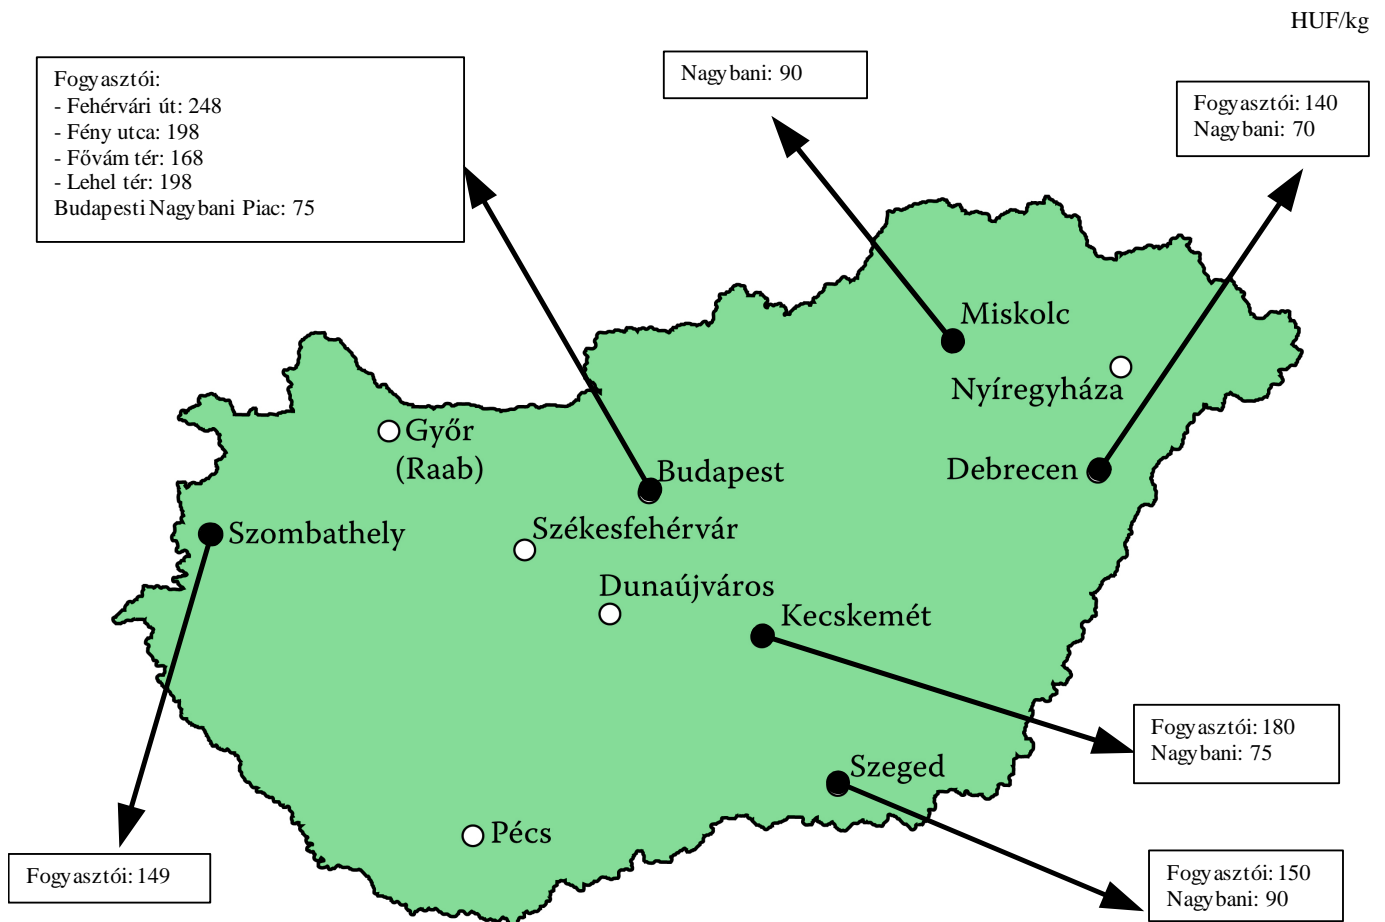 HUF/kg
Fogyasztói:
- Fehérvári út: 248
- Fény utca: 198
- Fővám tér: 168
- Lehel tér: 198
Budapesti Nagybani Piac: 75
Nagybani: 90
Fogyasztói: 140
Nagybani: 70
Miskolc
Nyíregyháza
Győr
(Raab)
Budapest
Debrecen
Szombathely
Székesfehérvár
Dunaújváros
Kecskemét
Fogyasztói: 180
Nagybani: 75
Szeged
Pécs
Fogyasztói: 149
Fogyasztói: 150
Nagybani: 90